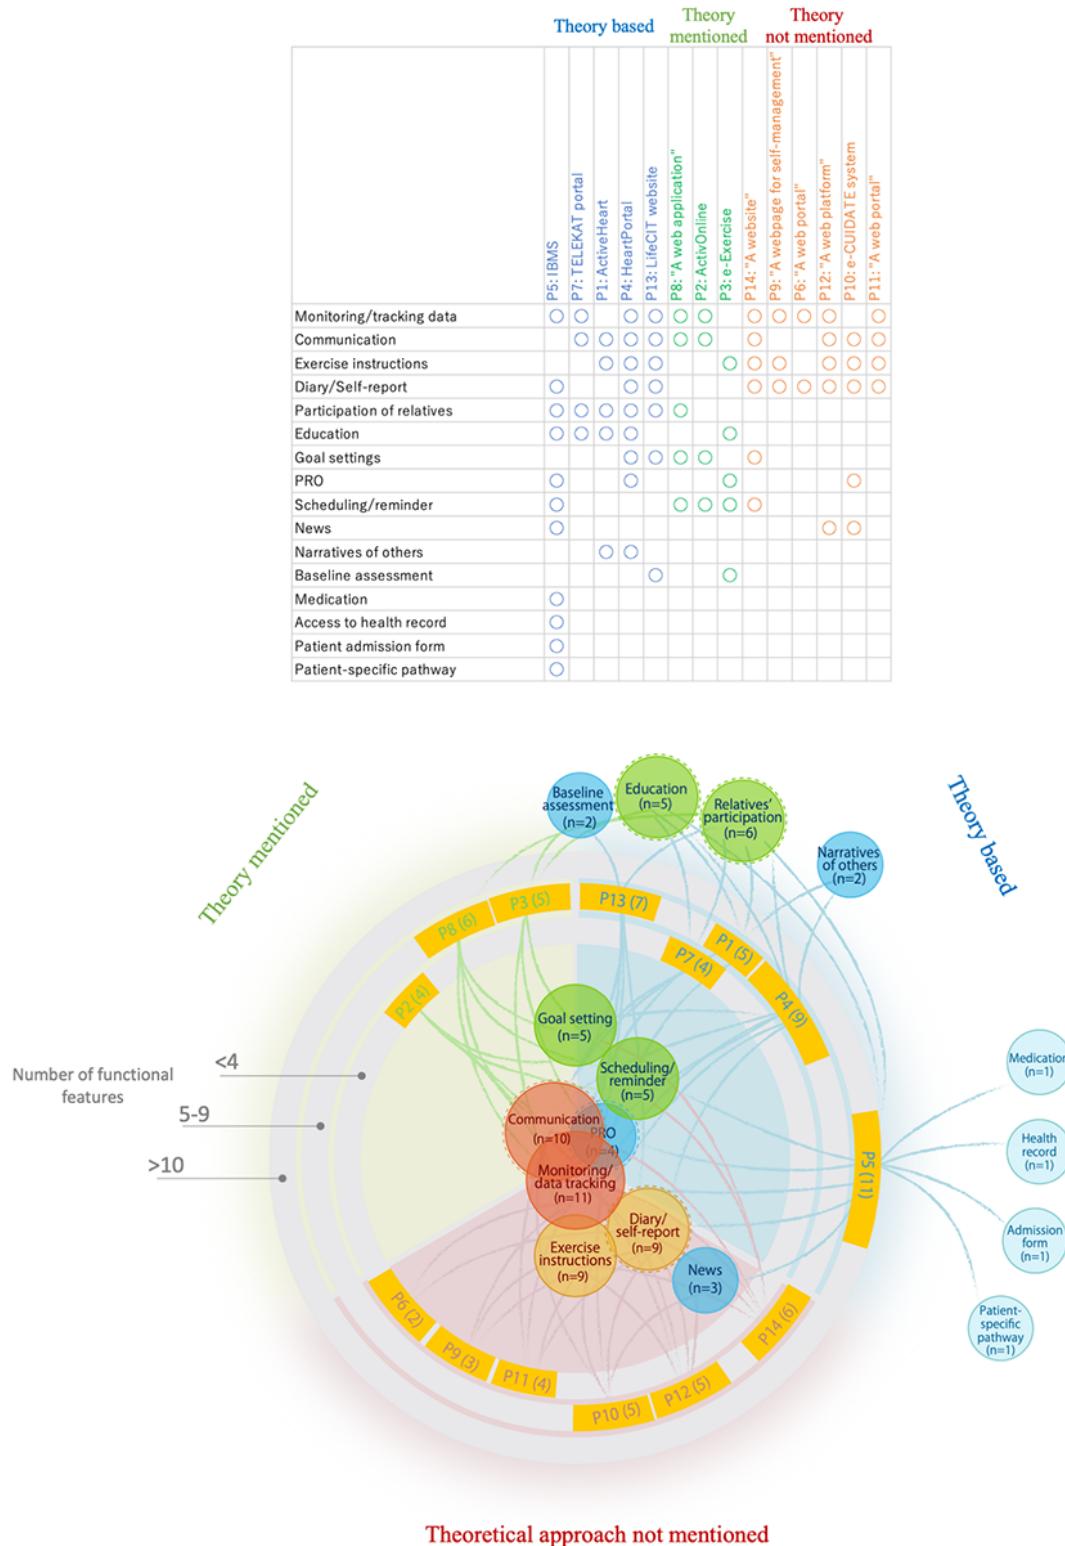 Theory based
Theory
mentioned
Theory
not mentioned
P5: IBMS
P7: TELEKAT portal
P1: ActiveHeart
P4: HeartPortal
P13: LifeCIT website
P8: "A web application"
P2: ActivOnline
P3: e-Exercise
P14: "A website"
P9: "A webpage for self-management"
P6: "A web portal"
P12: "A web platform"
P10: e-CUIDATE system
P11: "A web portal"
Monitoring/tracking data
Communication
Exercise instructions
Diary/Self-report
Participation of relatives
Education
Goal settings
PRO
Scheduling/reminder
News
Narratives of others
Baseline assessment
Medication
Access to health record
Patient admission form
Patient-specific pathway
Theory mentioned
Theory based
Baseline
assessment
(n=2)
Education
(n=5)
Relatives'
participation
(n=6)
Narratives
of others
(n=2)
P8 (6)
P3 (5)
P13 (7)
P7 (4)
P1 (5)
P4 (9)
P2 (4)
Goal setting
(n=5)
Scheduling/
reminder
(n=5)
Number of functional
features
<4
5-9
>10
Communication
(n=10)
PRO
(n=4)
Monitoring/
data tracking
(n=11)
Diary/
self-report
(n=9)
Exercise
instructions
(n=9)
News
(n=3)
P5 (11)
Medication
(n=1)
Health
record
(n=1)
Admission
form
(n=1)
Patient-
specific
pathway
(n=1)
P6 (2)
P9 (3)
P11 (4)
P10 (5)
P12 (5)
P14 (6)
Theoretical approach not mentioned